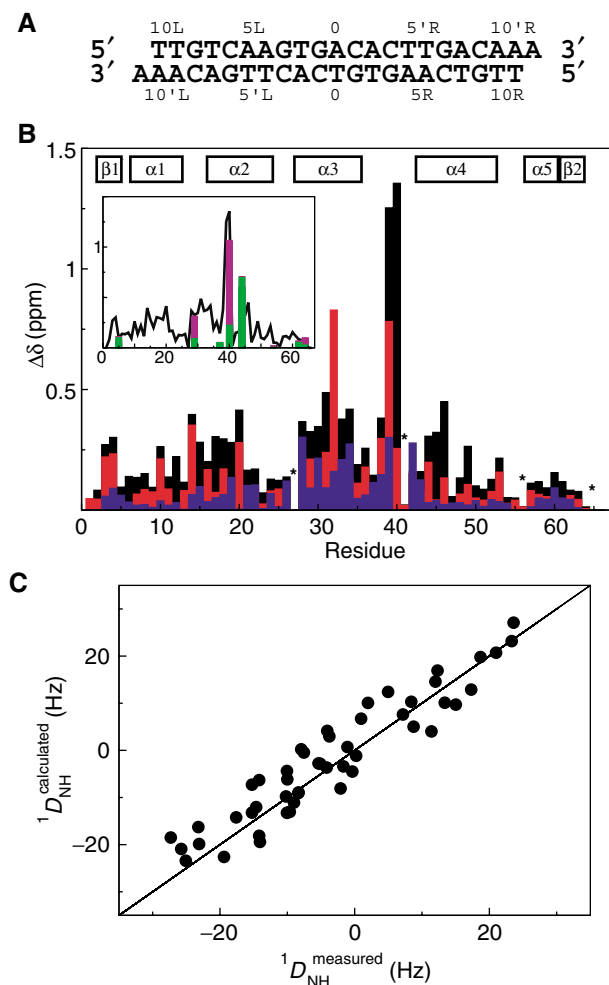 A
10L 5L 0 5′R 10′R
5′ TTGTCAAGTGACACTTGACAAA 3′
3′ AAACAGTTCACTGTGAACTGTT 5′
10'L 5'L 0 5R 10R
B
1.5
β1 α1 α2 α3 α4 α5 β2
1
1
Δδ (ppm)
0.5
0 20 40 60
* * * *
0 10 20 30 40 50 60
Residue
C
20
0
−20
¹D_NH^calculated (Hz)
−20 0 20
¹D_NH^measured (Hz)